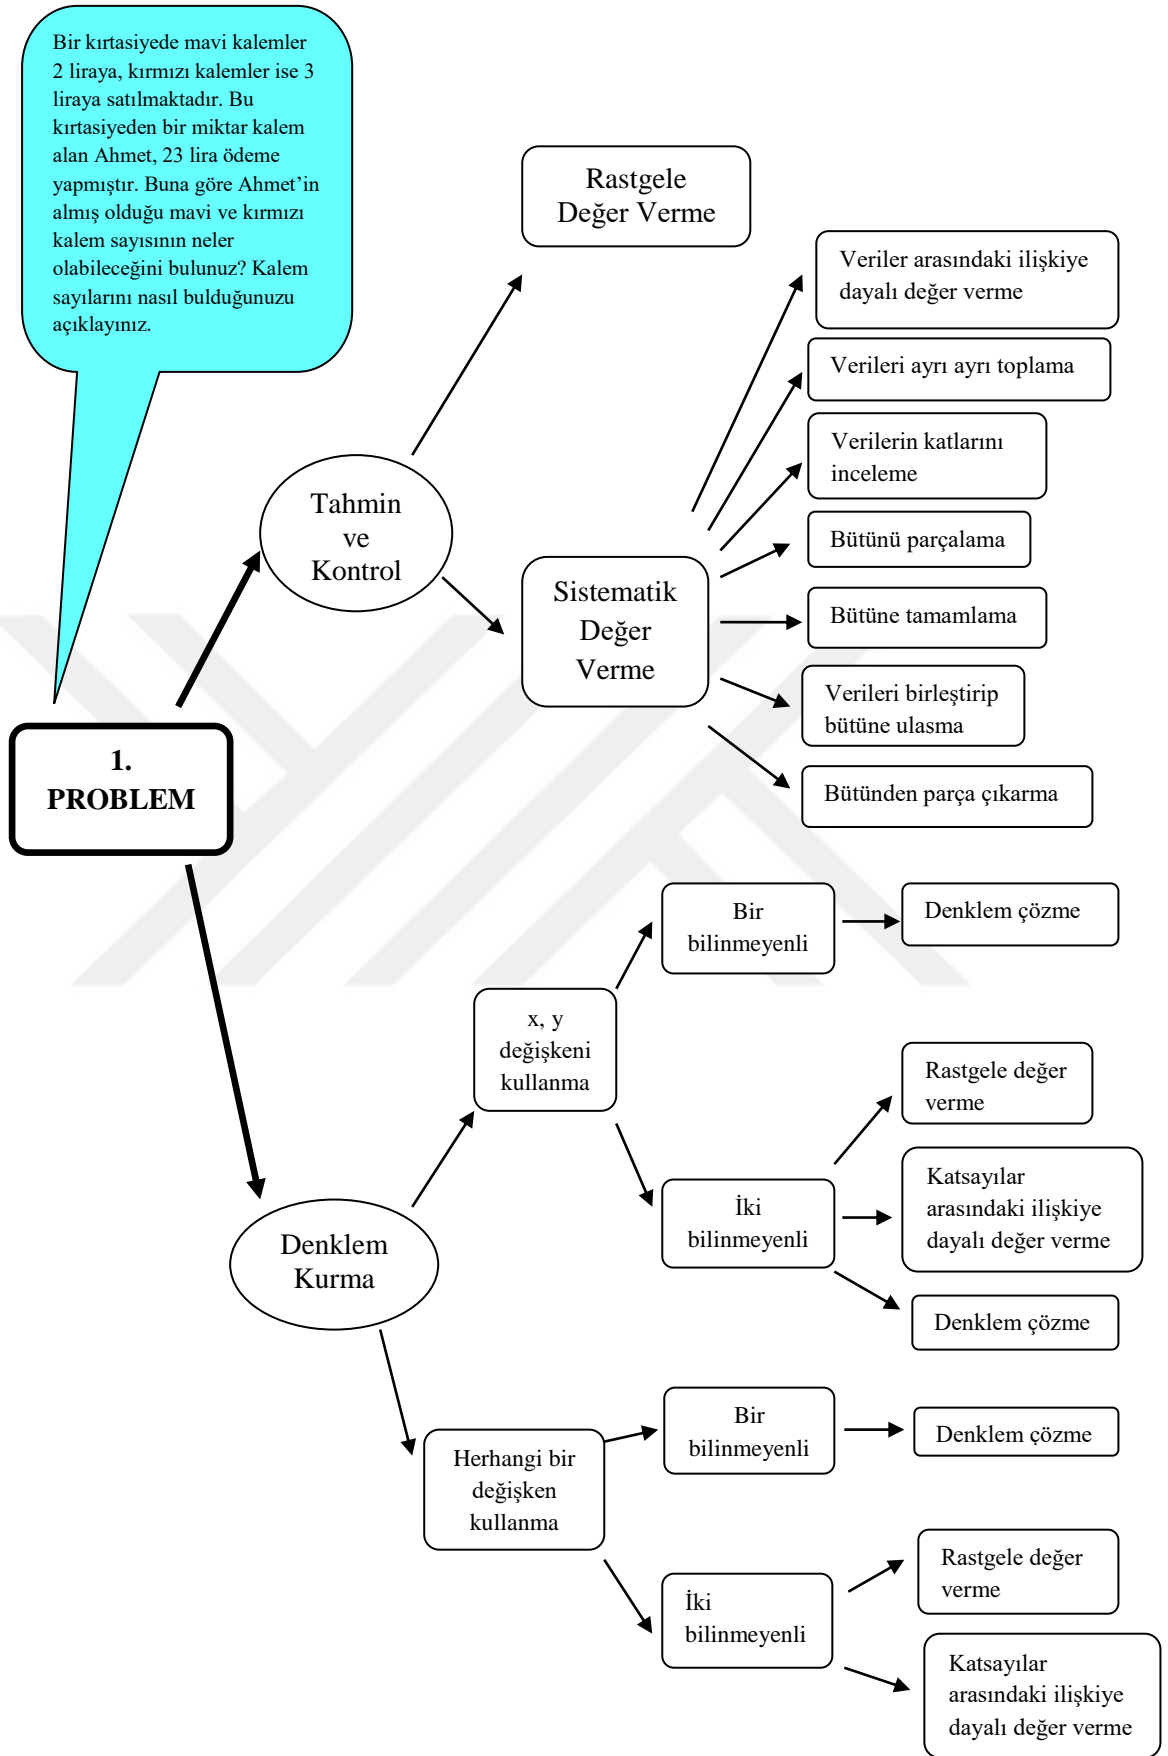 Bir kırtasiyede mavi kalemler
2 liraya, kırmızı kalemler ise 3
liraya satılmaktadır. Bu
kırtasiyeden bir miktar kalem
alan Ahmet, 23 lira ödeme
yapmıştır. Buna göre Ahmet’in
almış olduğu mavi ve kırmızı
kalem sayısının neler
olabileceğini bulunuz? Kalem
sayılarını nasıl bulduğunuzu
açıklayınız.
Rastgele
Değer Verme
Veriler arasındaki ilişkiye
dayalı değer verme
Verileri ayrı ayrı toplama
Verilerin katlarını
inceleme
Tahmin
ve
Kontrol
Bütünü parçalama
Sistematik
Değer
Verme
Bütüne tamamlama
Verileri birleştirip
bütüne ulasma
1.
PROBLEM
Bütünden parça çıkarma
Bir
bilinmeyenli
Denklem çözme
x, y
değişkeni
kullanma
Rastgele değer
verme
İki
bilinmeyenli
Katsayılar
arasındaki ilişkiye
dayalı değer verme
Denklem
Kurma
Denklem çözme
Bir
bilinmeyenli
Denklem çözme
Herhangi bir
değişken
kullanma
Rastgele değer
verme
İki
bilinmeyenli
Katsayılar
arasındaki ilişkiye
dayalı değer verme